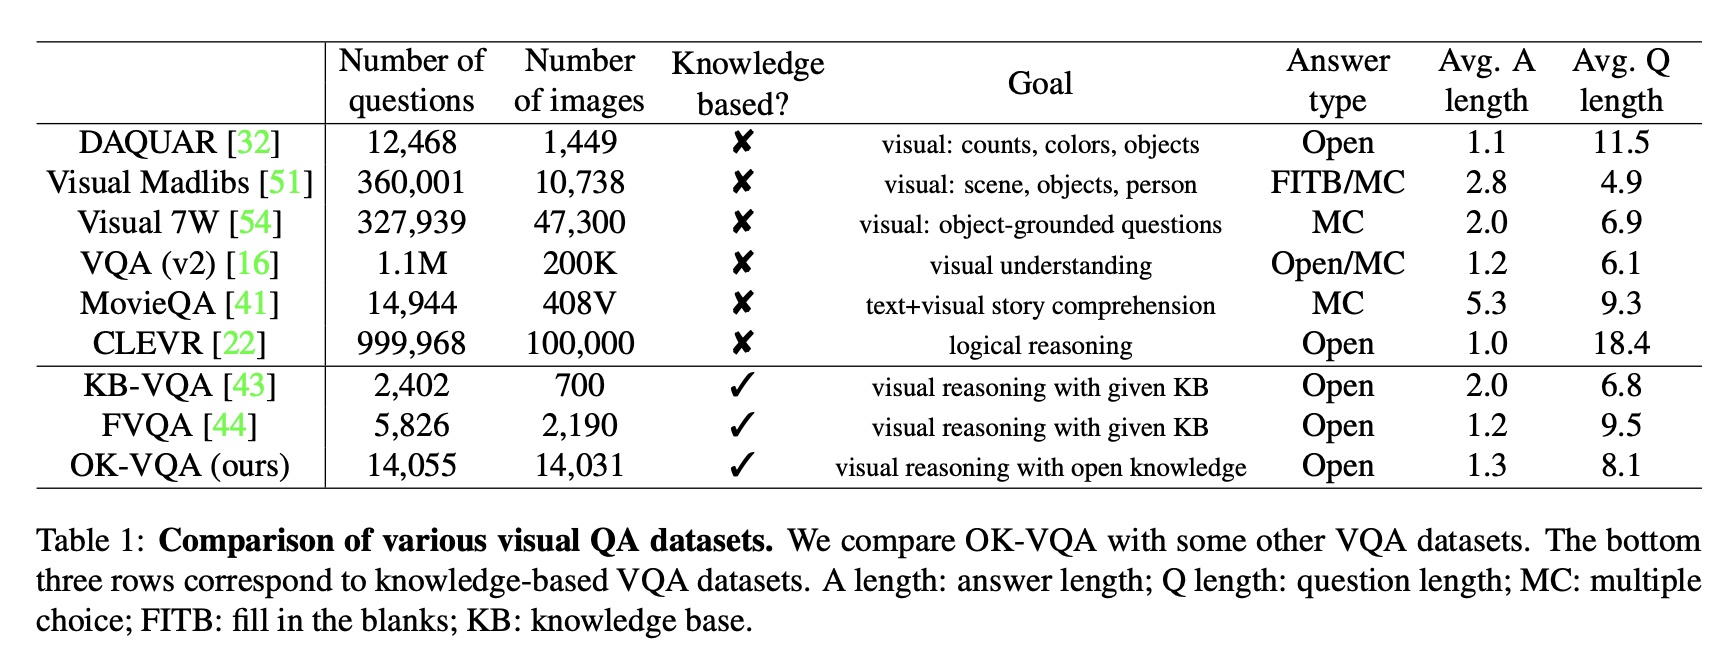 Number of questions | Number of images | Knowledge based? | Goal | Answer type | Avg. A length | Avg. Q length
DAQUAR [32] 12,468 1,449 ✘ visual: counts, colors, objects Open 1.1 11.5
Visual Madlibs [51] 360,001 10,738 ✘ visual: scene, objects, person FITB/MC 2.8 4.9
Visual 7W [54] 327,939 47,300 ✘ visual: object-grounded questions MC 2.0 6.9
VQA (v2) [16] 1.1M 200K ✘ visual understanding Open/MC 1.2 6.1
MovieQA [41] 14,944 408V ✘ text+visual story comprehension MC 5.3 9.3
CLEVR [22] 999,968 100,000 ✘ logical reasoning Open 1.0 18.4
KB-VQA [43] 2,402 700 ✓ visual reasoning with given KB Open 2.0 6.8
FVQA [44] 5,826 2,190 ✓ visual reasoning with given KB Open 1.2 9.5
OK-VQA (ours) 14,055 14,031 ✓ visual reasoning with open knowledge Open 1.3 8.1
Table 1: Comparison of various visual QA datasets. We compare OK-VQA with some other VQA datasets. The bottom
three rows correspond to knowledge-based VQA datasets. A length: answer length; Q length: question length; MC: multiple
choice; FITB: fill in the blanks; KB: knowledge base.